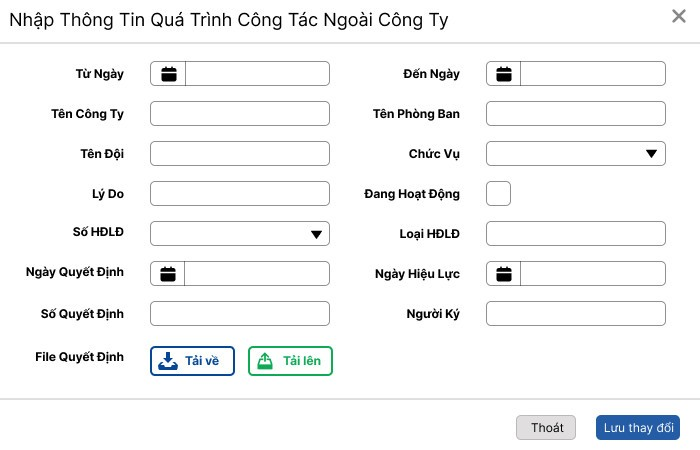 Nhập Thông Tin Quá Trình Công Tác Ngoài Công Ty
Từ Ngày
Đến Ngày
Tên Công Ty
Tên Phòng Ban
Tên Đội
Chức Vụ
Lý Do
Đang Hoạt Động
Số HĐLĐ
Loại HĐLĐ
Ngày Quyết Định
Ngày Hiệu Lực
Số Quyết Định
Người Ký
File Quyết Định
Tải về
Tải lên
Thoát
Lưu thay đổi